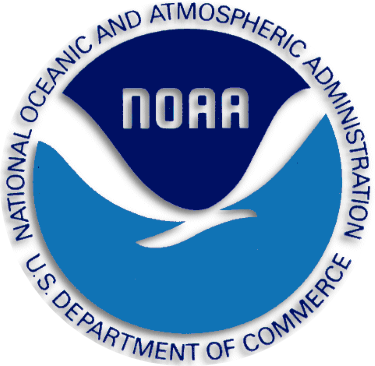 NATIONAL OCEANIC AND ATMOSPHERIC ADMINISTRATION
NOAA
U.S. DEPARTMENT OF COMMERCE